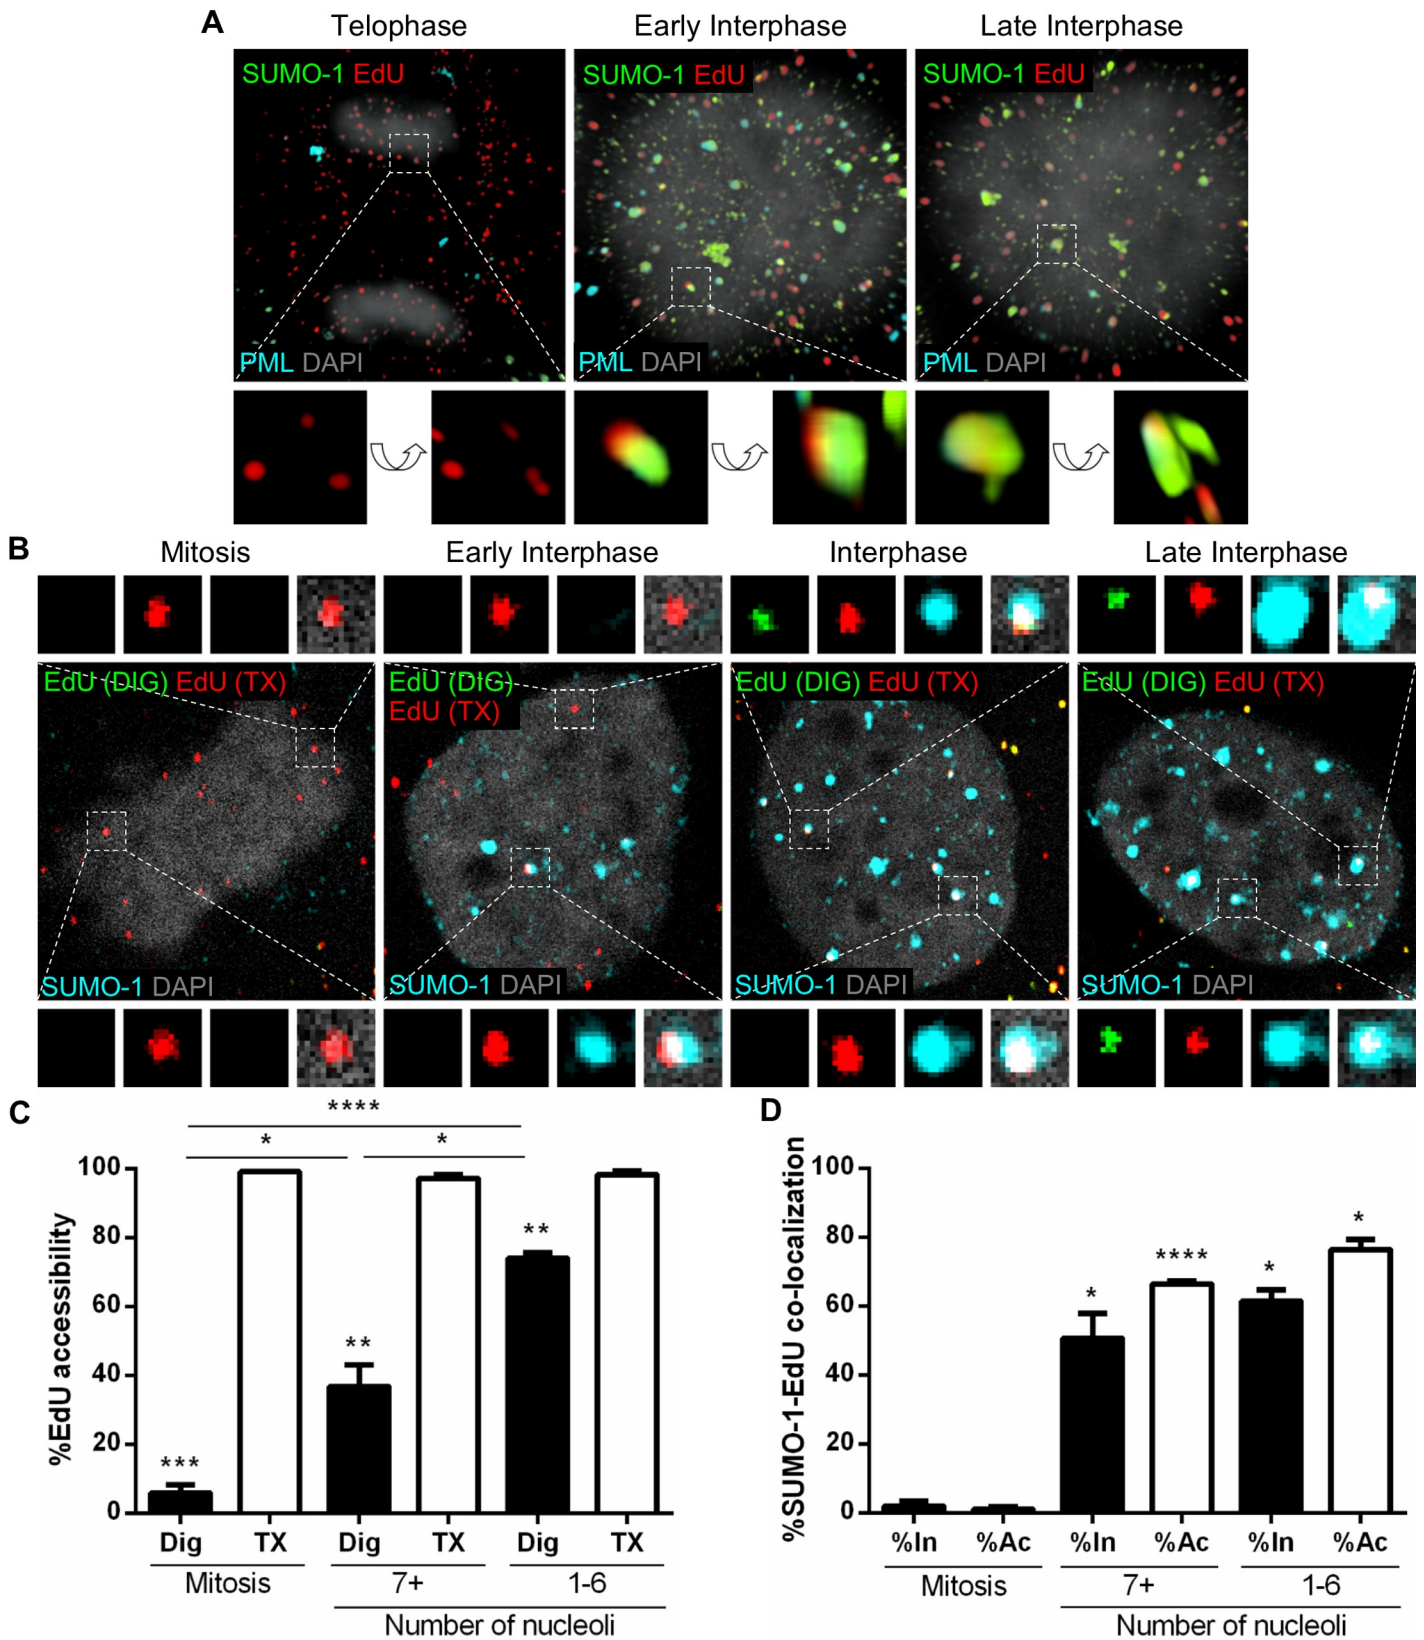 A
Telophase Early Interphase Late Interphase
SUMO-1 EdU SUMO-1 EdU SUMO-1 EdU
PML DAPI PML DAPI PML DAPI
B
Mitosis Early Interphase Interphase Late Interphase
EdU (DIG) EdU (TX) EdU (DIG) EdU (DIG) EdU (TX) EdU (DIG) EdU (TX)
EdU (TX)
SUMO-1 DAPI SUMO-1 DAPI SUMO-1 DAPI SUMO-1 DAPI
C
%EdU accessibility
100
80
60
40
20
0
****
* *
*** ** **
Dig TX Dig TX Dig TX
Mitosis 7+ 1-6
Number of nucleoli
D
%SUMO-1-EdU co-localization
100
80
60
40
20
0
* **** * *
%In %Ac %In %Ac %In %Ac
Mitosis 7+ 1-6
Number of nucleoli